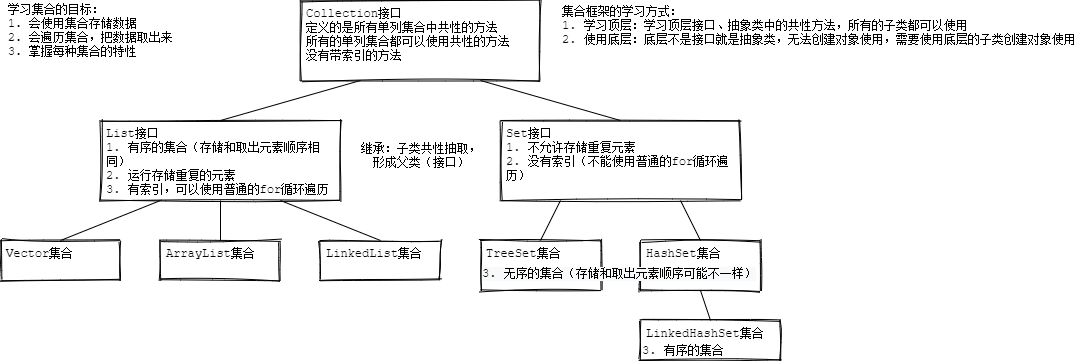 学习集合的目标：
1. 会使用集合存储数据
2. 会遍历集合，把数据取出来
3. 掌握每种集合的特性
Collection接口
定义的是所有单列集合中共性的方法
所有的单列集合都可以使用共性的方法
没有带索引的方法
集合框架的学习方式：
1. 学习顶层：学习顶层接口、抽象类中的共性方法，所有的子类都可以使用
2. 使用底层：底层不是接口就是抽象类，无法创建对象使用，需要使用底层的子类创建对象使用
List接口
1. 有序的集合（存储和取出元素顺序相
同）
2. 运行存储重复的元素
3. 有索引，可以使用普通的for循环遍历
继承：子类共性抽取，
形成父类（接口）
Set接口
1. 不允许存储重复元素
2. 没有索引（不能使用普通的for循环遍
历）
Vector集合
ArrayList集合
LinkedList集合
TreeSet集合
HashSet集合
3. 无序的集合（存储和取出元素顺序可能不一样）
LinkedHashSet集合
3. 有序的集合